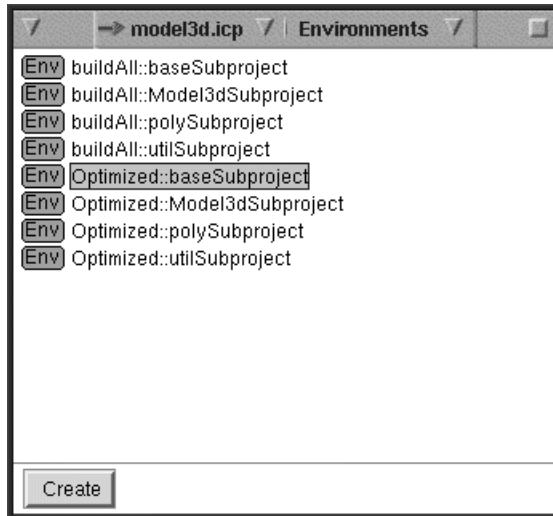 model3d.icp Environments
Env buildAll::baseSubproject
Env buildAll::Model3dSubproject
Env buildAll::polySubproject
Env buildAll::utilSubproject
Env Optimized::baseSubproject
Env Optimized::Model3dSubproject
Env Optimized::polySubproject
Env Optimized::utilSubproject
Create